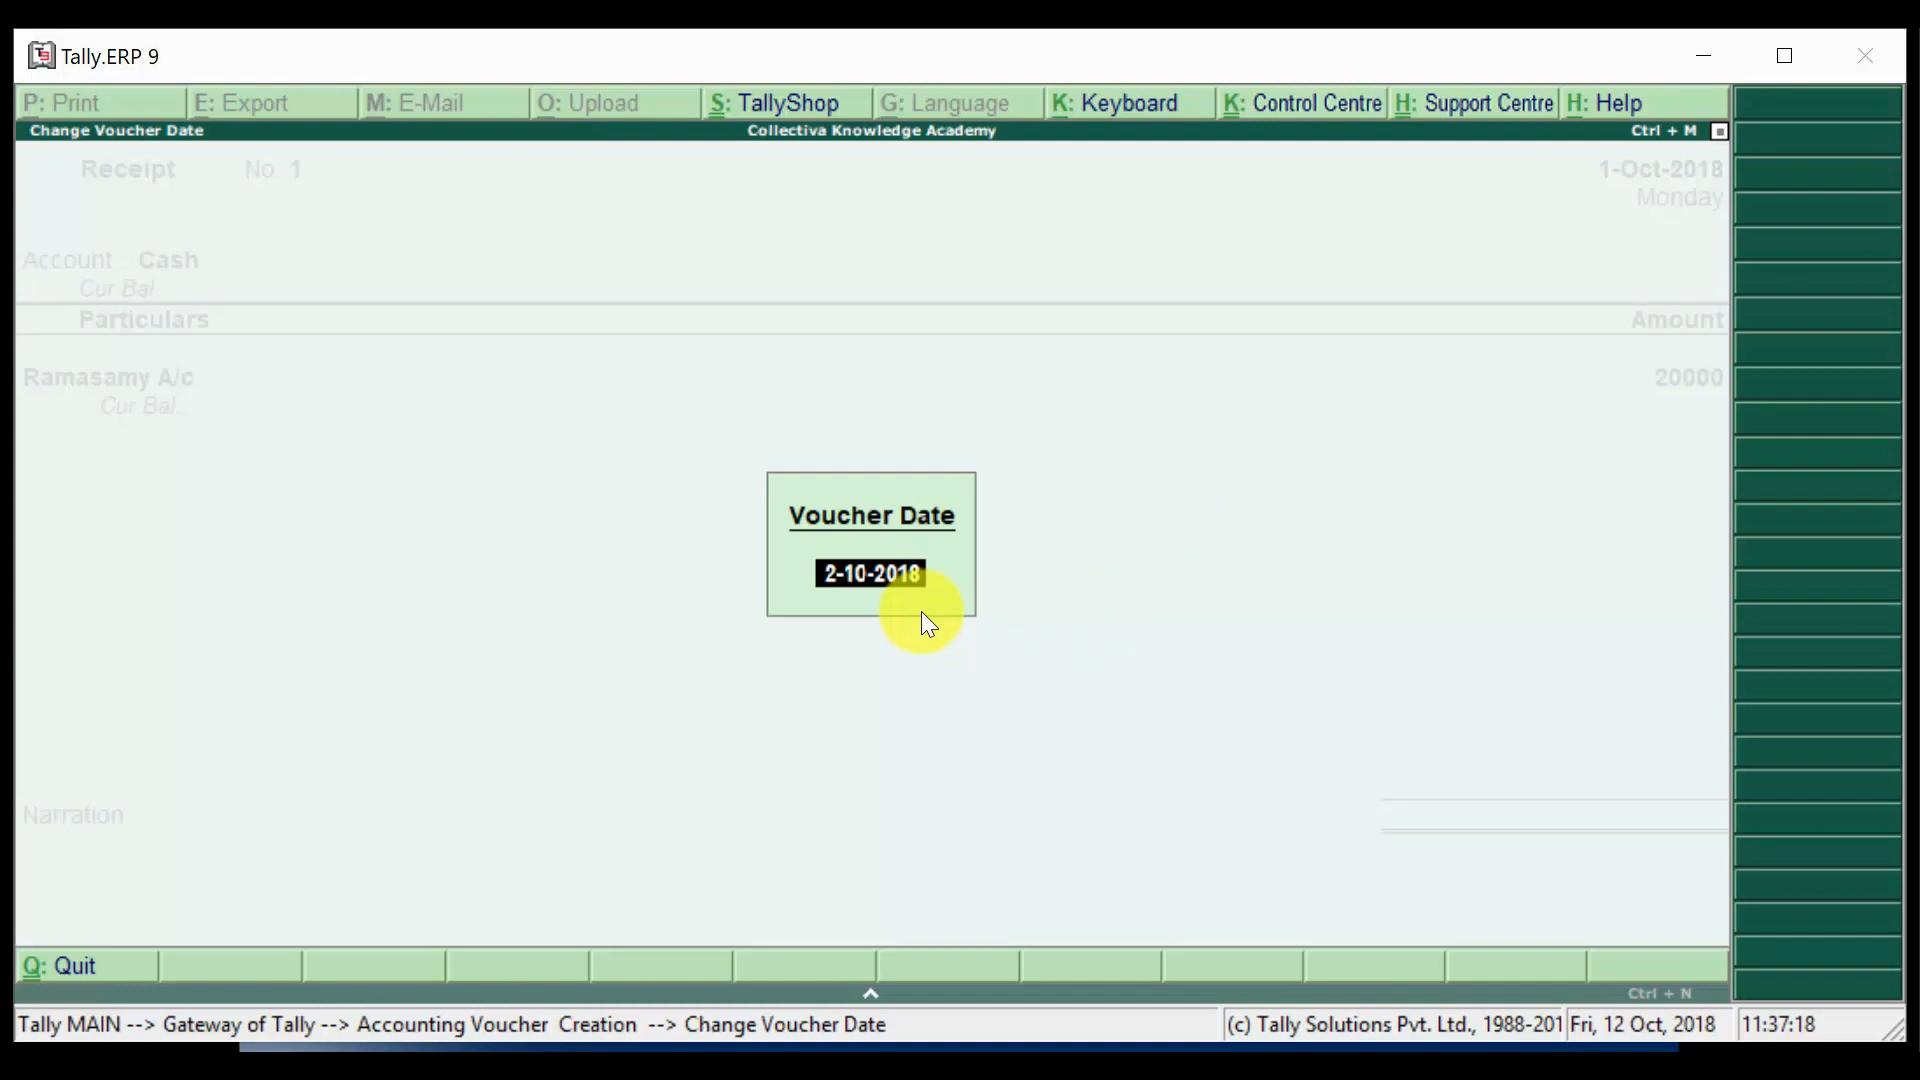 Tally.ERP 9
P: Print E: Export M: E-Mail O: Upload S: TallyShop G: Language K: Keyboard K: Control Centre H: Support Centre H: Help
Change Voucher Date Collectiva Knowledge Academy Ctrl + M
Receipt No. 1 1-Oct-2018
Monday
Account Cash
Cur Bal
Particulars Amount
Ramasamy A/c 20000
Cur Bal.
Voucher Date
2-10-2018
Narration
Q: Quit
Ctrl + N
Tally MAIN --> Gateway of Tally --> Accounting Voucher Creation --> Change Voucher Date (c) Tally Solutions Pvt. Ltd., 1988-201 Fri, 12 Oct, 2018 11:37:18